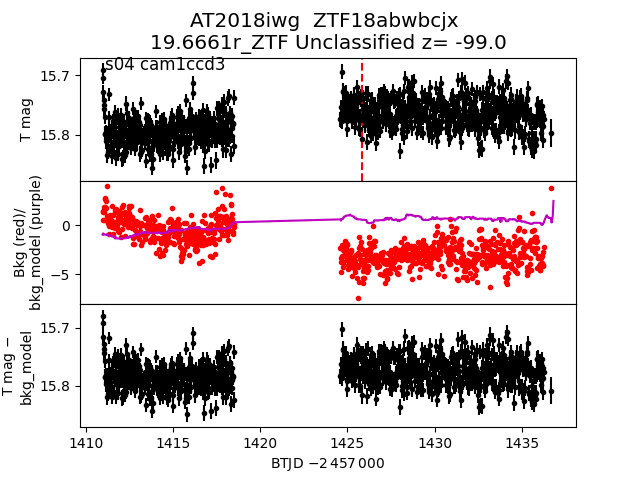 AT2018iwg  ZTF18abwbcjx
19.6661r_ZTF Unclassified z= -99.0
s04 cam1ccd3
15.7
15.8
T mag
0
−5
Bkg (red)/
bkg_model (purple)
15.7
15.8
T mag −
bkg_model
1410 1415 1420 1425 1430 1435
BTJD −2 457 000